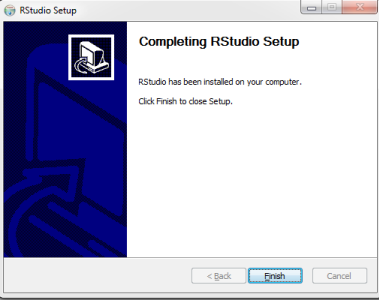 RStudio Setup
Completing RStudio Setup
RStudio has been installed on your computer.
Click Finish to close Setup.
< Back
Finish
Cancel